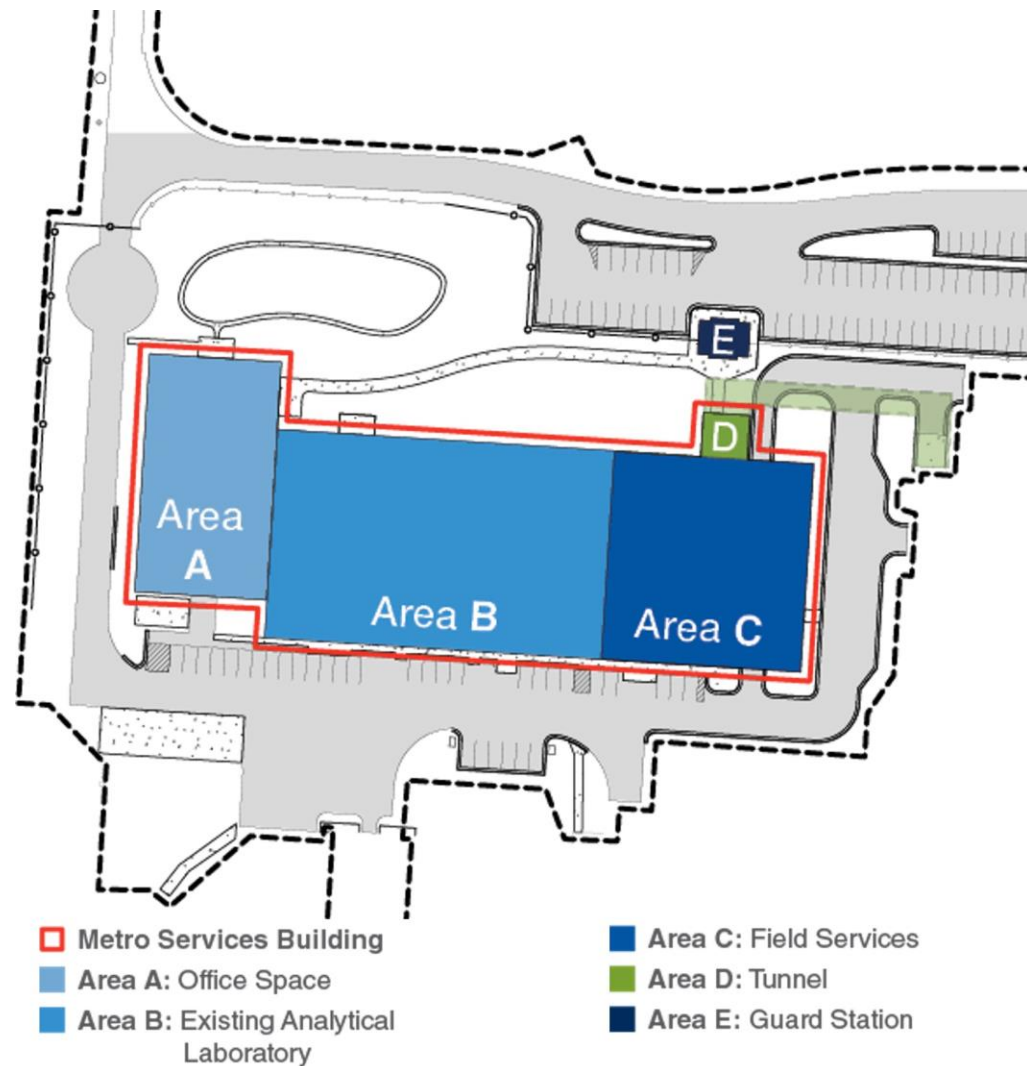 E
D
Area
A
Area B
Area C
Metro Services Building
Area A: Office Space
Area B: Existing Analytical
Laboratory
Area C: Field Services
Area D: Tunnel
Area E: Guard Station